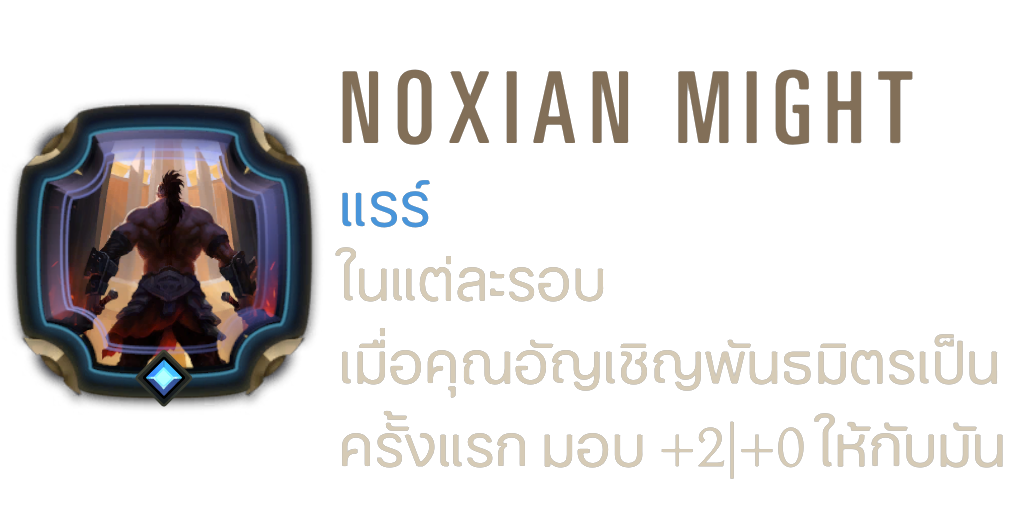 NOXIAN MIGHT
แรร์
ในแต่ละรอบ
เมื่อคุณอัญเชิญพันธมิตรเป็น
ครั้งแรก มอบ +2|+0 ให้กับมัน